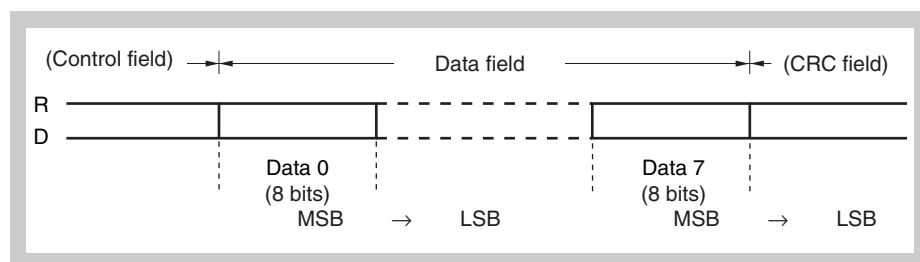 (Control field) Data field (CRC field)
R
D
Data 0 Data 7
(8 bits) (8 bits)
MSB → LSB MSB → LSB